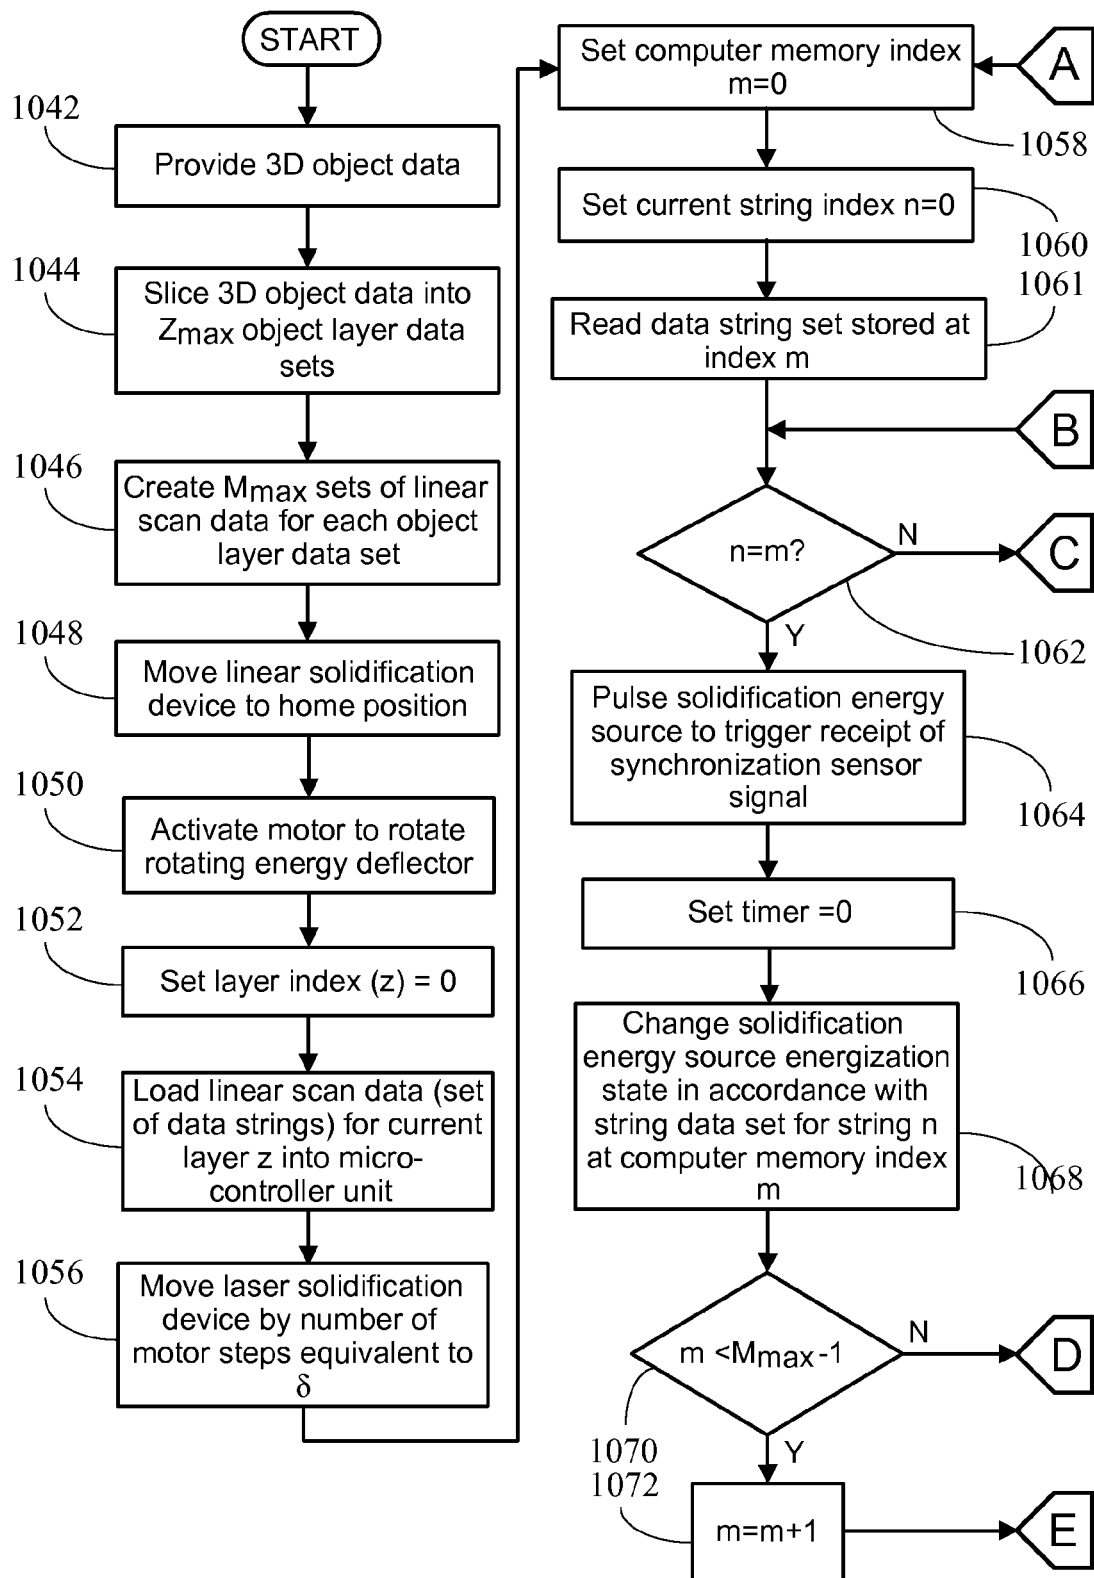 START
1042
Provide 3D object data
1044
Slice 3D object data into
Zmax object layer data
sets
1046
Create Mmax sets of linear
scan data for each object
layer data set
1048
Move linear solidification
device to home position
1050
Activate motor to rotate
rotating energy deflector
1052
Set layer index (z) = 0
1054
Load linear scan data (set
of data strings) for current
layer z into micro-
controller unit
1056
Move laser solidification
device by number of
motor steps equivalent to
δ
Set computer memory index
m=0
A
1058
Set current string index n=0
1060
1061
Read data string set stored at
index m
B
n=m?
N
C
Y
1062
Pulse solidification energy
source to trigger receipt of
synchronization sensor
signal
1064
Set timer =0
1066
Change solidification
energy source energization
state in accordance with
string data set for string n
at computer memory index
m
1068
m <Mmax-1
N
D
1070
Y
1072
m=m+1
E